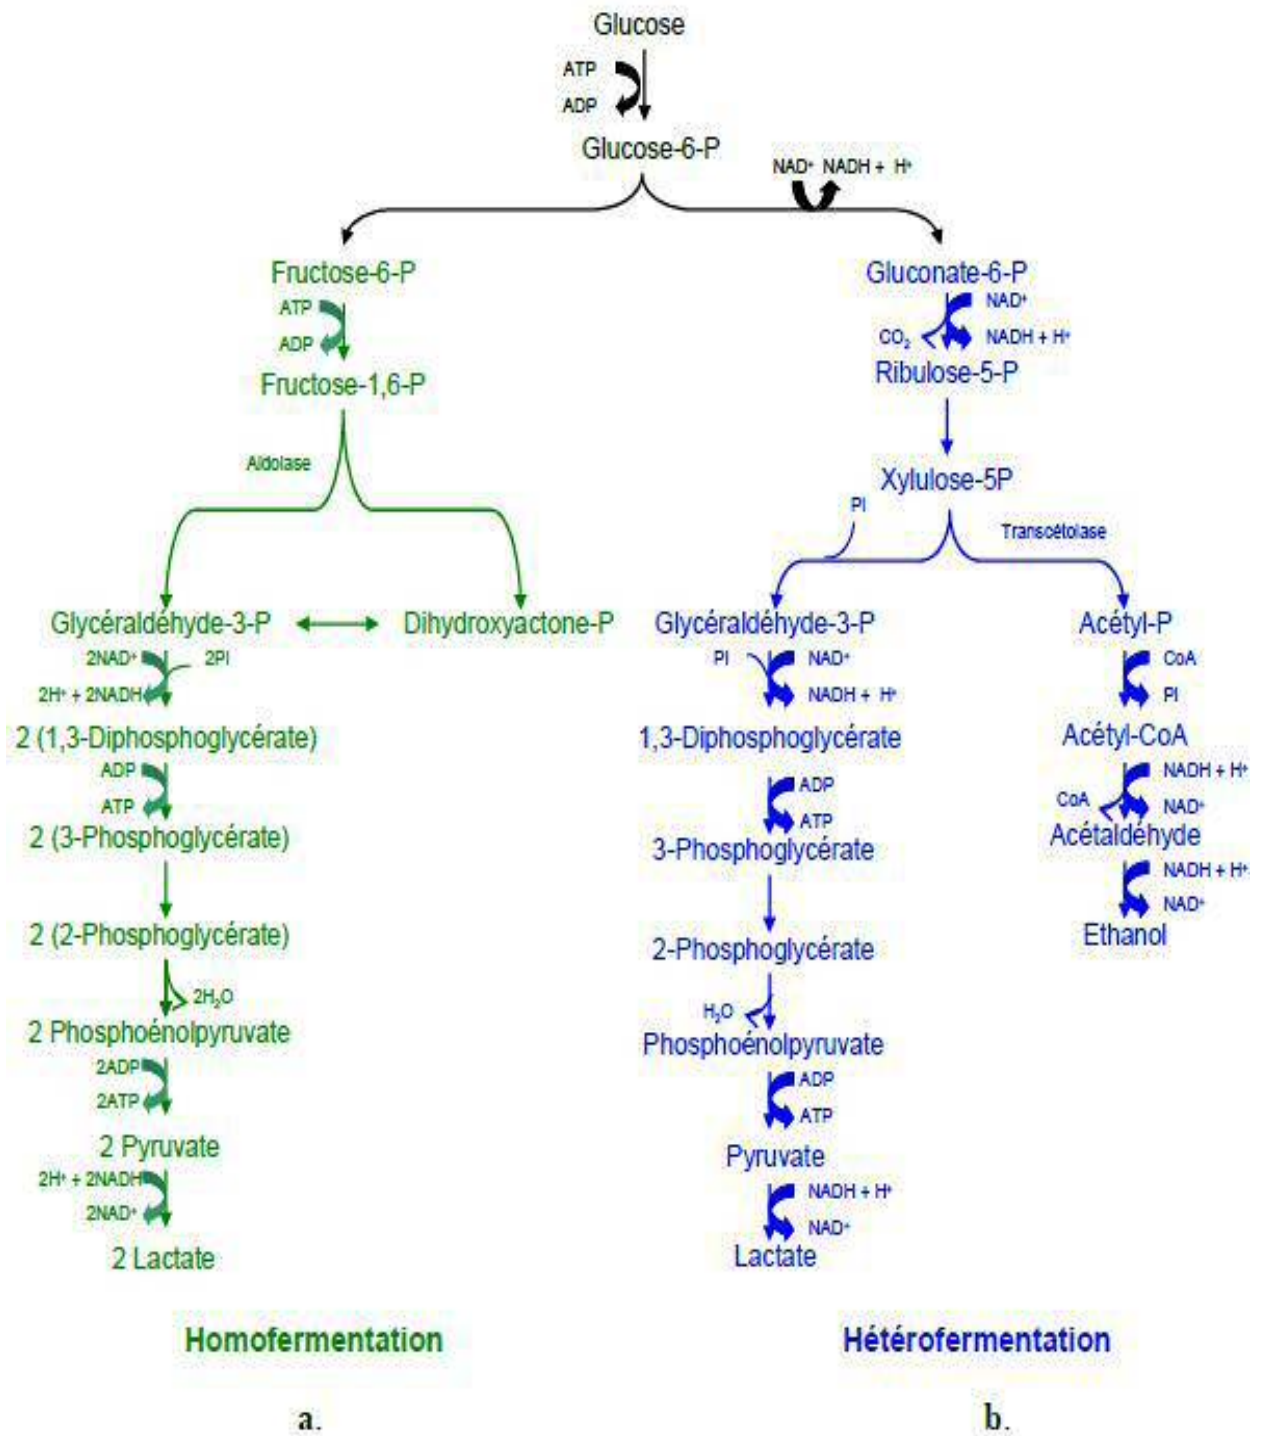 Glucose
ATP
ADP
Glucose-6-P
NAD⁺ NADH + H⁺
Fructose-6-P
ATP
ADP
Fructose-1,6-P
Aldolase
Glycéraldéhyde-3-P
Dihydroxyactone-P
2NAD⁺
2PI
2H⁺ + 2NADH
2 (1,3-Diphosphoglycérate)
ADP
ATP
2 (3-Phosphoglycérate)
2 (2-Phosphoglycérate)
2H₂O
2 Phosphoénolpyruvate
2ADP
2ATP
2 Pyruvate
2H⁺ + 2NADH
2NAD⁺
2 Lactate
Homofermentation
a.
Gluconate-6-P
NAD⁺
CO₂
NADH + H⁺
Ribulose-5-P
Xylulose-5P
PI
Transcétolase
Glycéraldéhyde-3-P
PI
NAD⁺
NADH + H⁺
1,3-Diphosphoglycérate
ADP
ATP
3-Phosphoglycérate
2-Phosphoglycérate
H₂O
Phosphoénolpyruvate
ADP
ATP
Pyruvate
NADH + H⁺
NAD⁺
Lactate
Acétyl-P
CoA
PI
Acétyl-CoA
NADH + H⁺
CoA
NAD⁺
Acétaldéhyde
NADH + H⁺
NAD⁺
Ethanol
Hétérofermentation
b.